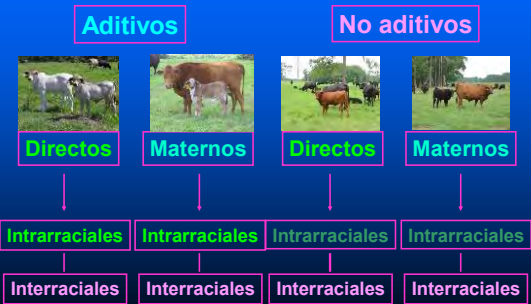 Aditivos No aditivos
Directos Maternos Directos Maternos
Intrarraciales Intrarraciales Intrarraciales Intrarraciales
Interraciales Interraciales Interraciales Interraciales